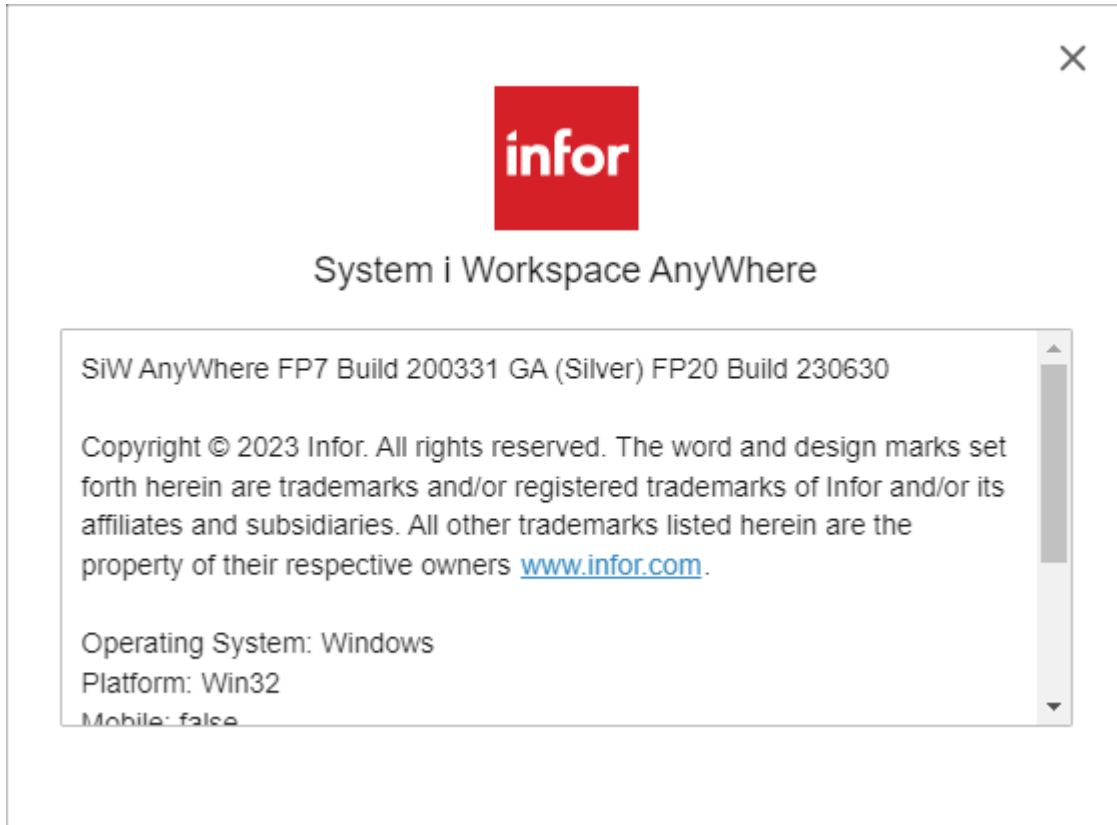 infor
System i Workspace AnyWhere
SiW AnyWhere FP7 Build 200331 GA (Silver) FP20 Build 230630
Copyright © 2023 Infor. All rights reserved. The word and design marks set
forth herein are trademarks and/or registered trademarks of Infor and/or its
affiliates and subsidiaries. All other trademarks listed herein are the
property of their respective owners www.infor.com.
Operating System: Windows
Platform: Win32
Mobile: false